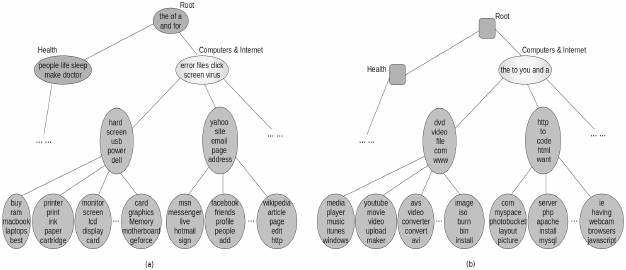 Root
the of a
and for
Health
people life sleep
make doctor
Computers & Internet
error files click
screen virus
... ...
hard
screen
usb
power
dell
yahoo
site
email
page
address
... ...
buy
ram
macbook
laptops
best
printer
print
ink
paper
cartridge
monitor
screen
lcd
display
card
...
card
graphics
Memory
motherboard
geforce
msn
messenger
live
hotmail
sign
facebook
friends
profile
people
add
...
wikipedia
article
page
edit
http
(a)
Root
Health
Computers & Internet
the to you and a
... ...
dvd
video
file
com
www
http
to
code
html
want
... ...
media
player
music
itunes
windows
youtube
movie
video
upload
maker
avs
video
converter
convert
avi
...
image
iso
burn
bin
install
com
myspace
photobucket
layout
picture
server
php
apache
install
mysql
...
ie
having
webcam
browsers
javascript
(b)